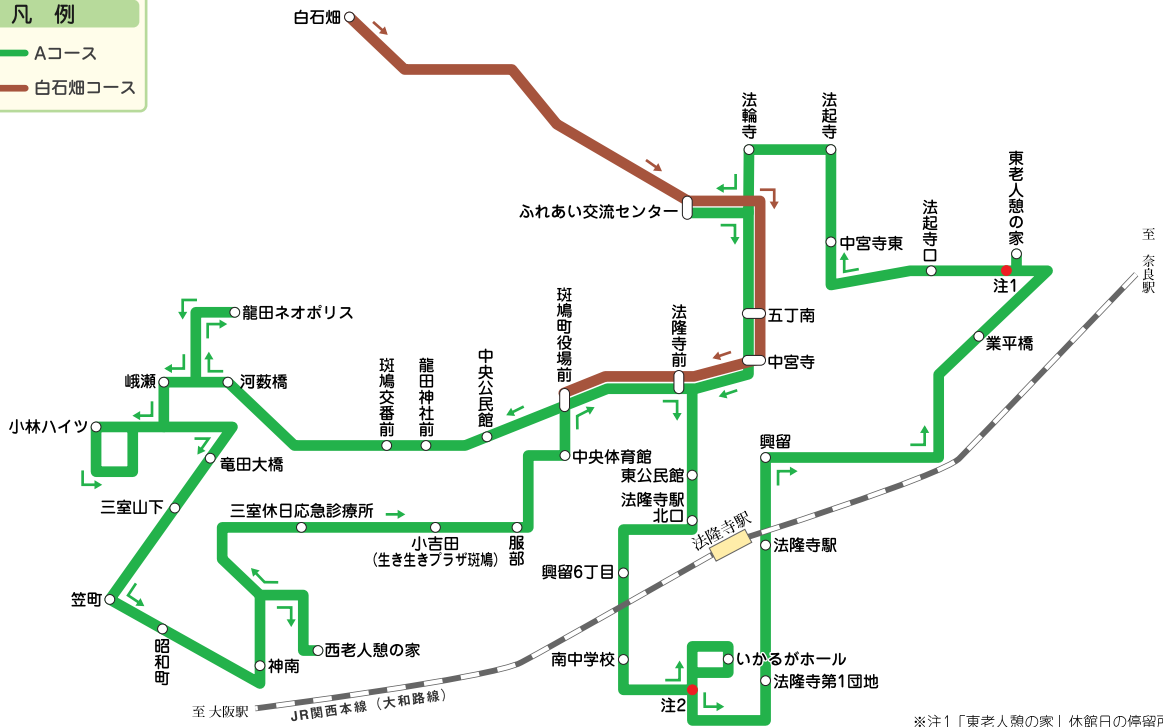 凡 例
Aコース
白石畑コース
白石畑
法輪寺
法起寺
東老人憩の家
法起寺口
中宮寺東
注1
至 奈良駅
ふれあい交流センター
五丁南
中宮寺
業平橋
龍田ネオポリス
斑鳩町役場前
法隆寺前
峨瀬
河薮橋
斑鳩交番前
龍田神社前
中央公民館
小林ハイツ
竜田大橋
中央体育館
東公民館
興留
三室山下
三室休日応急診療所
法隆寺駅
北口
法隆寺駅
小吉田
(生き生きプラザ斑鳩)
服部
法隆寺駅
興留6丁目
笠町
昭和町
神南
西老人憩の家
南中学校
いかるがホール
法隆寺第1団地
注2
至 大阪駅
JR関西本線(大和路線)
※注1「東老人憩の家」休館日の停留所